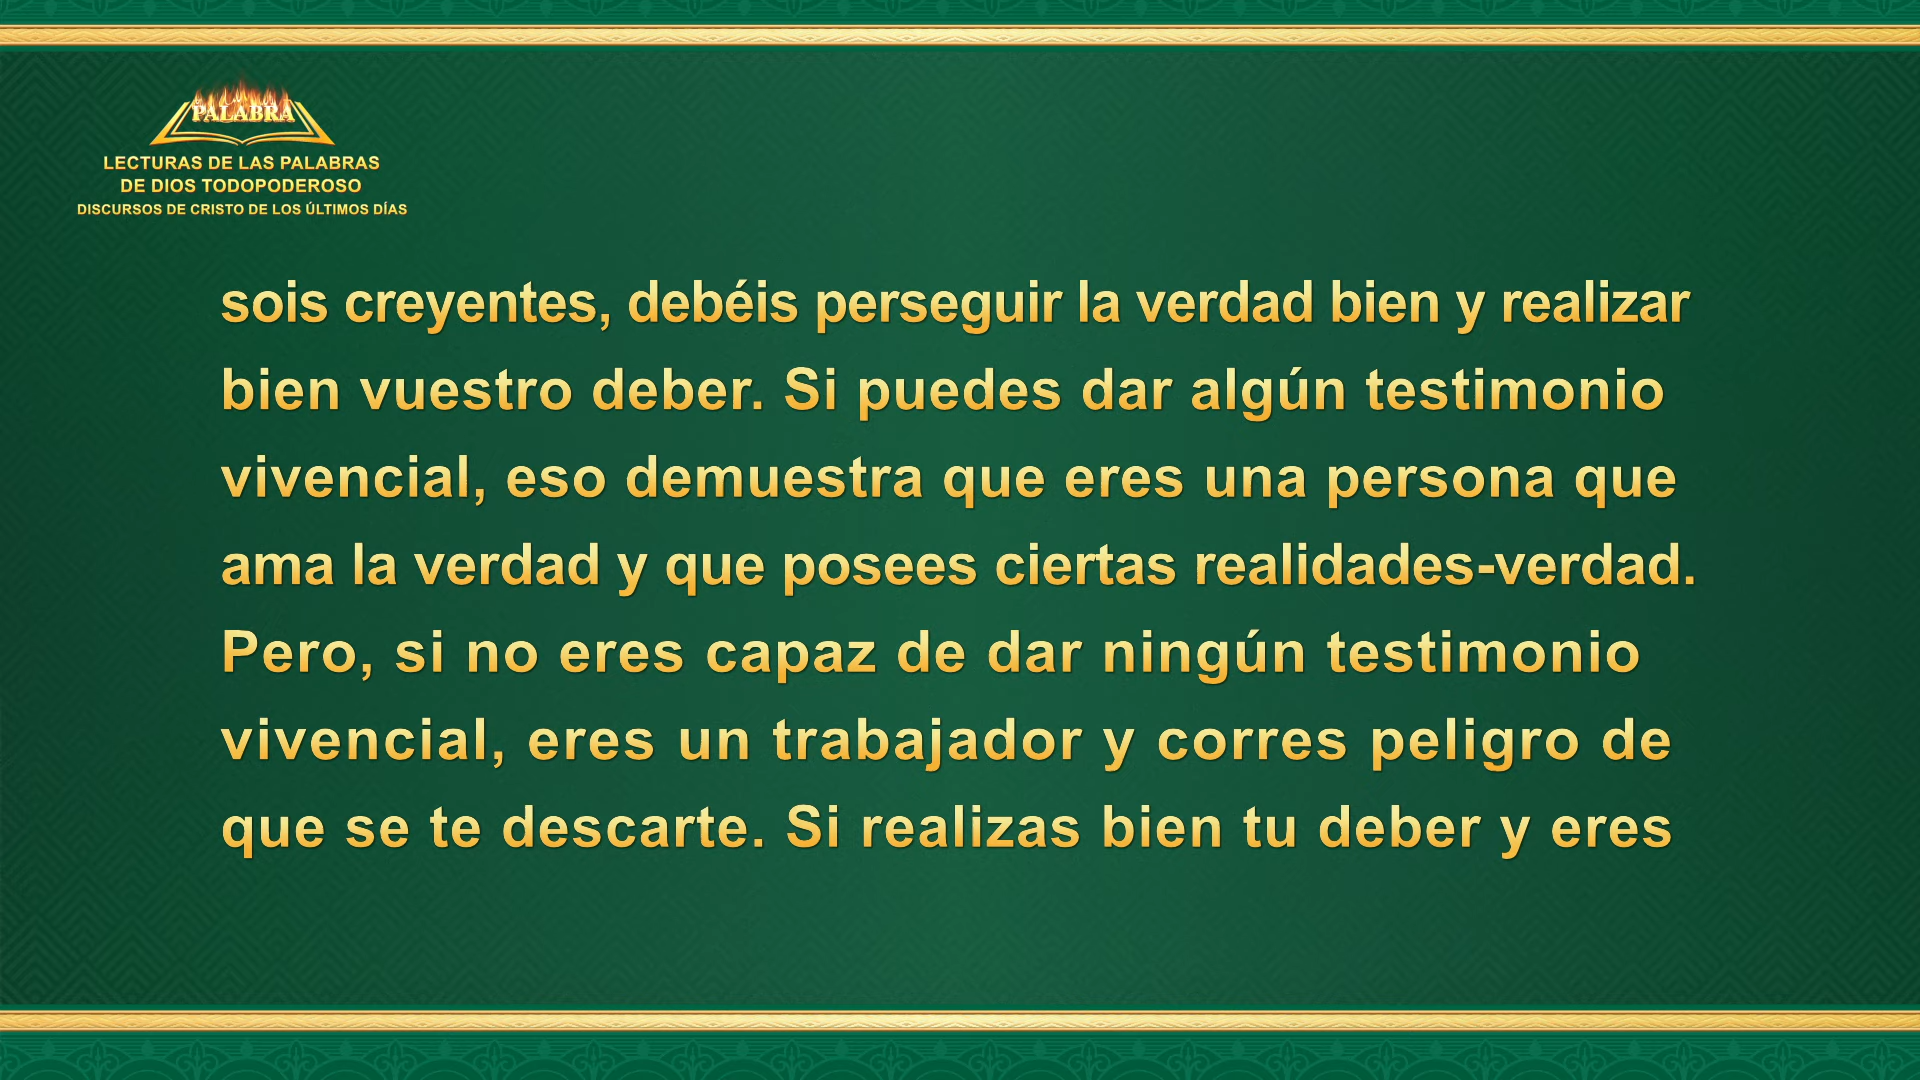 PALABRA
LECTURAS DE LAS PALABRAS
DE DIOS TODOPODEROSO
DISCURSOS DE CRISTO DE LOS ÚLTIMOS DÍAS
sois creyentes, debéis perseguir la verdad bien y realizar
bien vuestro deber. Si puedes dar algún testimonio
vivencial, eso demuestra que eres una persona que
ama la verdad y que posees ciertas realidades-verdad.
Pero, si no eres capaz de dar ningún testimonio
vivencial, eres un trabajador y corres peligro de
que se te descarte. Si realizas bien tu deber y eres